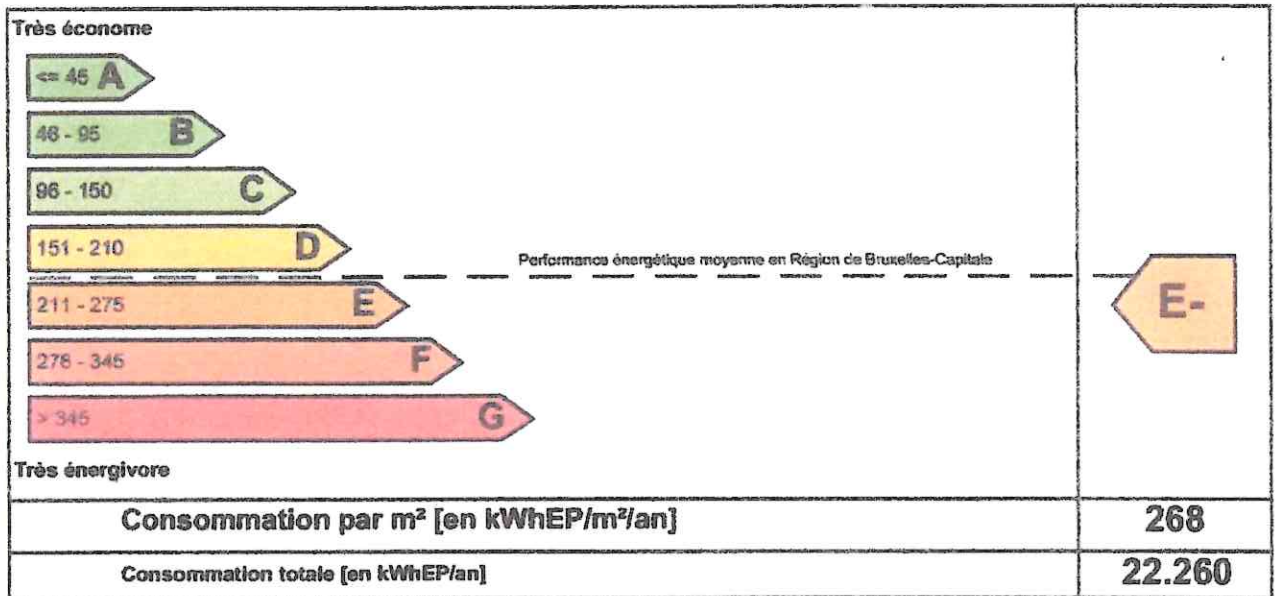 Très économe
<= 45 A
46 - 95 B
96 - 150 C
151 - 210 D
Performance énergétique moyenne en Région de Bruxelles-Capitale
211 - 275 E
E-
276 - 345 F
> 345 G
Très énergivore
Consommation par m² [en kWhEP/m²/an] 268
Consommation totale [en kWhEP/an] 22.260